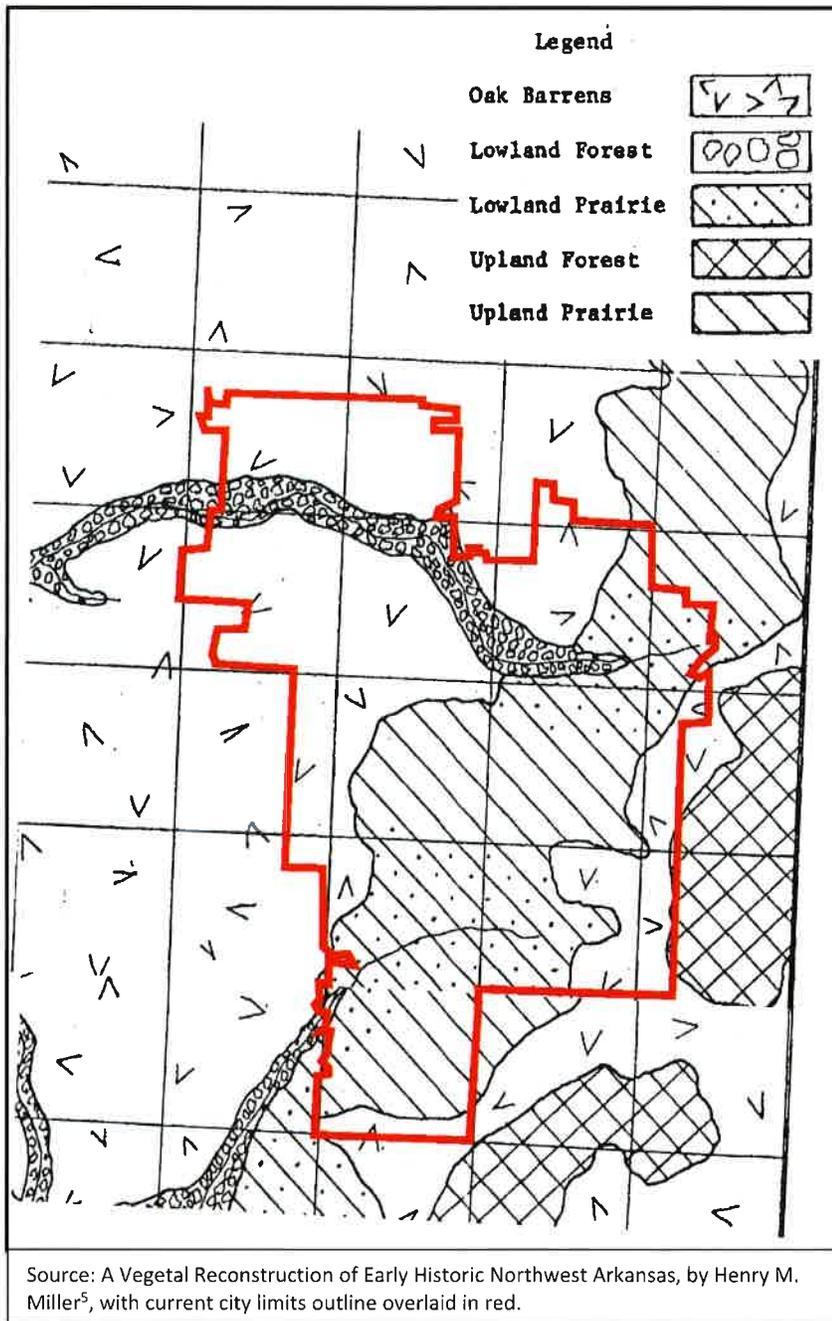 Legend
Oak Barrens
Lowland Forest
Lowland Prairie
Upland Forest
Upland Prairie
Source: A Vegetal Reconstruction of Early Historic Northwest Arkansas, by Henry M.
Miller⁵, with current city limits outline overlaid in red.